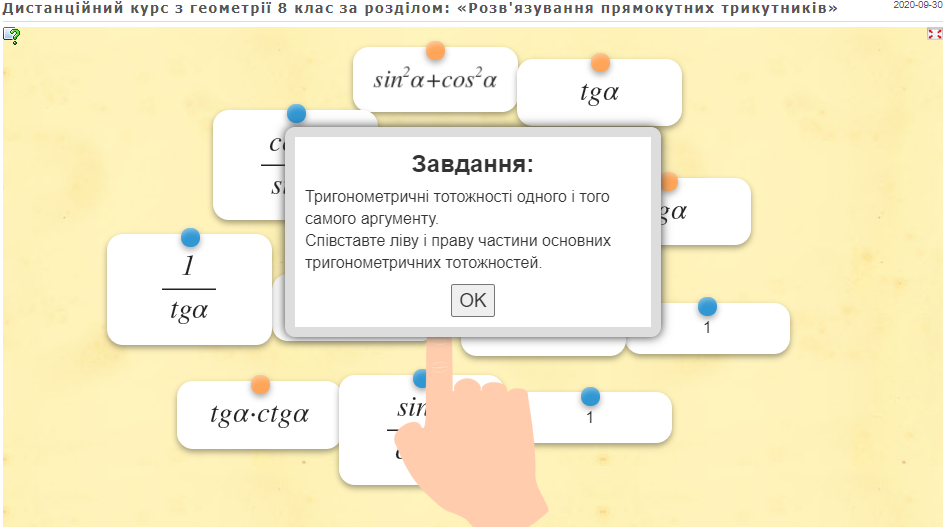 Дистанційний курс з геометрії 8 клас за розділом: «Розв'язування прямокутних трикутників»
2020-09-30
sin²α+cos²α
tgα
Завдання:
Тригонометричні тотожності одного і того
самого аргументу.
Співставте ліву і праву частини основних
тригонометричних тотожностей.
OK
gα
1
tgα
1
tgα·ctgα
sin
1